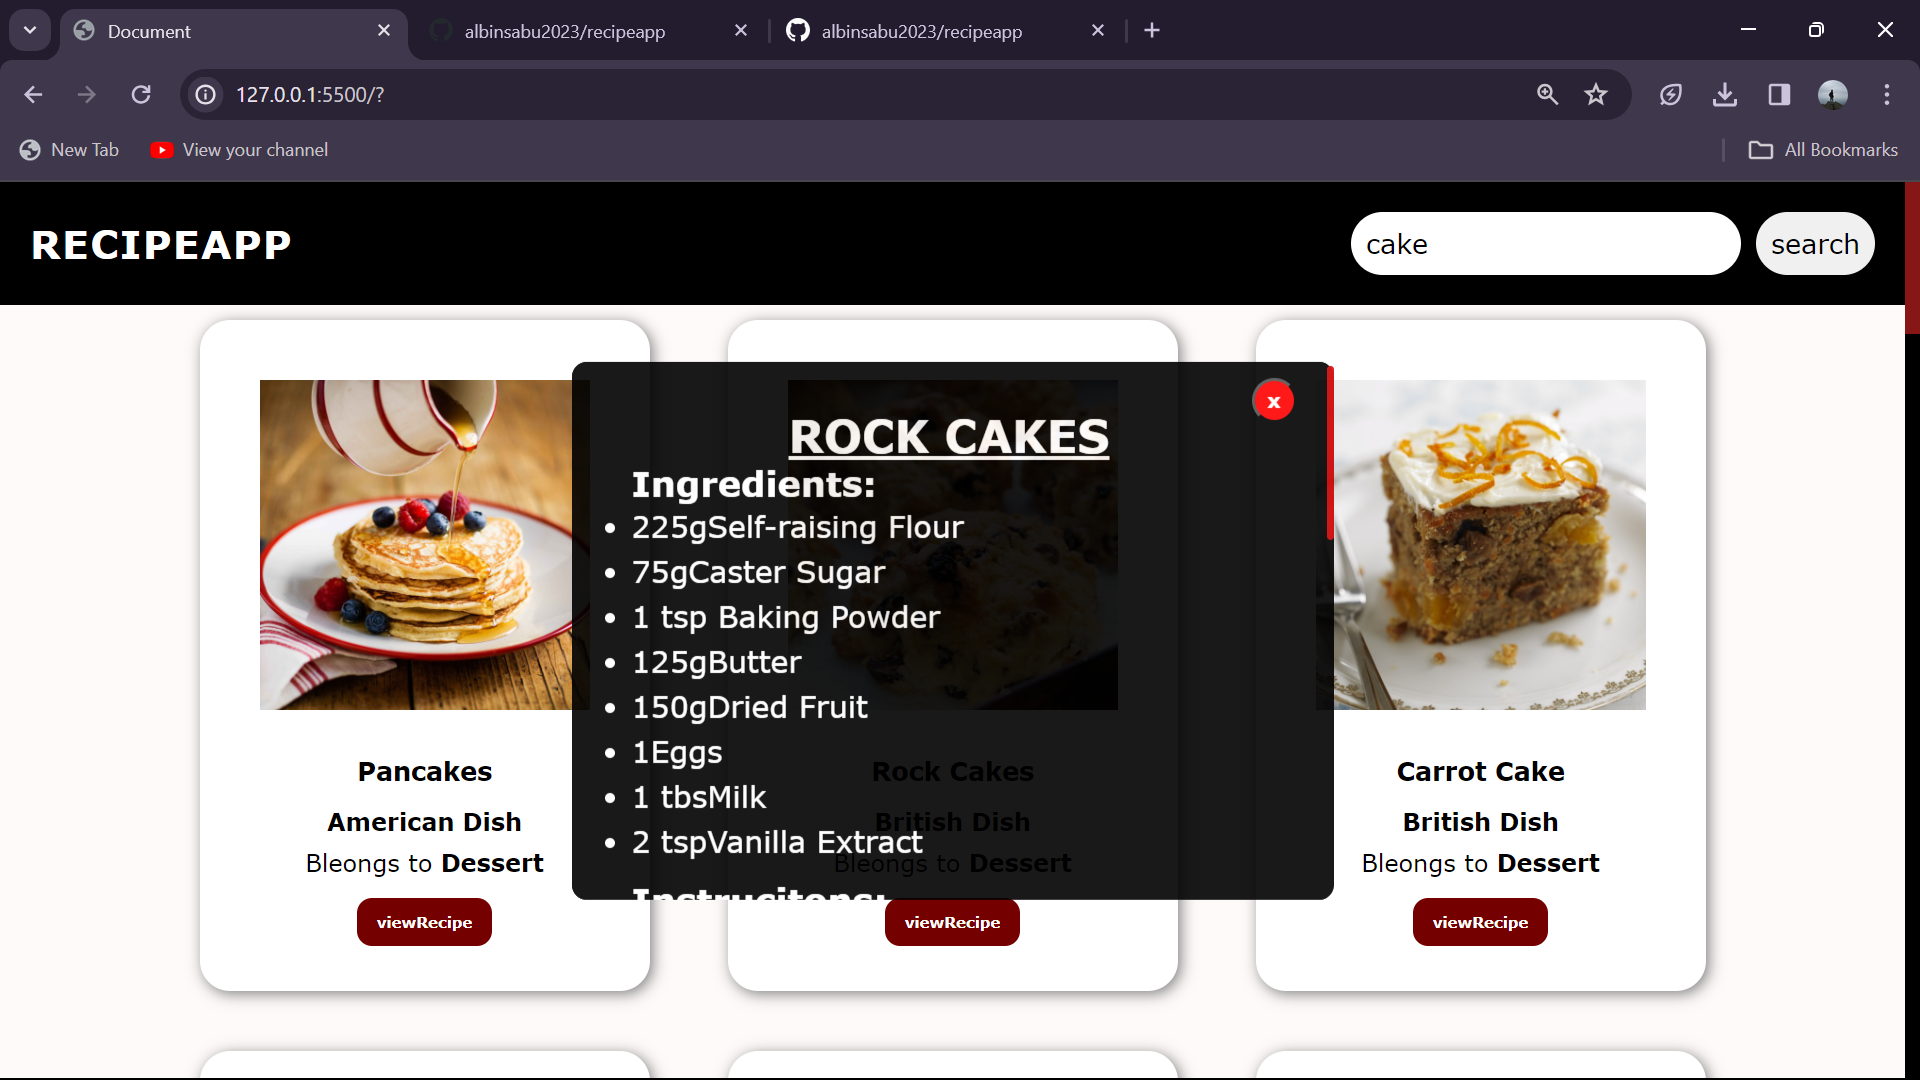 Document
albinsabu2023/recipeapp
albinsabu2023/recipeapp
127.0.0.1:5500/?
New Tab
View your channel
All Bookmarks
RECIPEAPP
cake
search
ROCK CAKES
x
Ingredients:
225gSelf-raising Flour
75gCaster Sugar
1 tsp Baking Powder
125gButter
150gDried Fruit
1Eggs
1 tbsMilk
2 tspVanilla Extract
Instrucitons:
Pancakes
American Dish
Bleongs to Dessert
viewRecipe
Rock Cakes
British Dish
Bleongs to Dessert
viewRecipe
Carrot Cake
British Dish
Bleongs to Dessert
viewRecipe